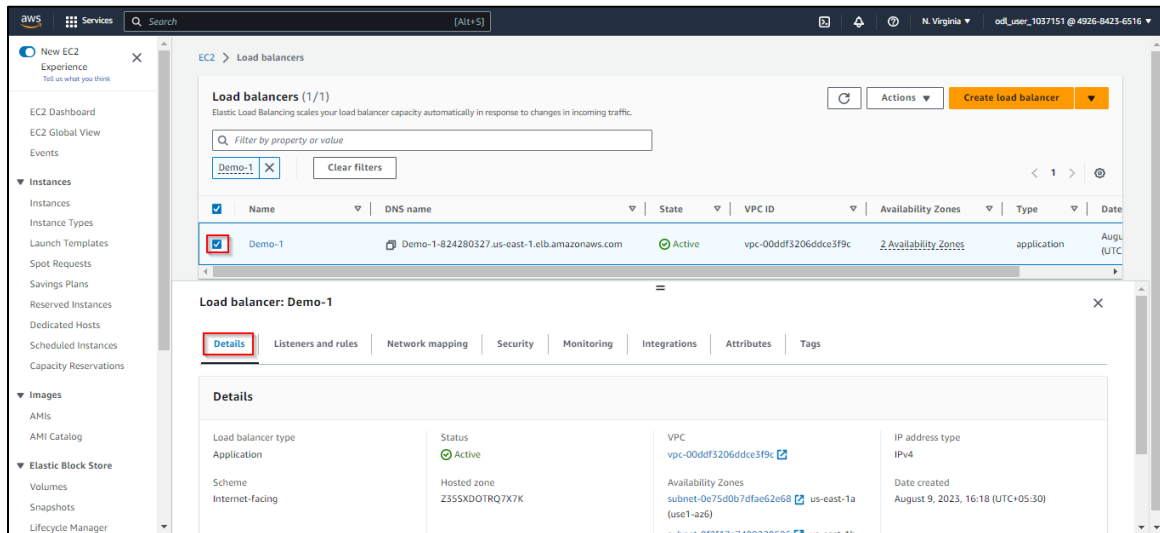 aws
Services
Search
[Alt+S]
N. Virginia
odl_user_1037151 @ 4926-8423-6516
New EC2
Experience
Tell us what you think
EC2 Dashboard
EC2 Global View
Events
Instances
Instances
Instance Types
Launch Templates
Spot Requests
Savings Plans
Reserved Instances
Dedicated Hosts
Scheduled Instances
Capacity Reservations
Images
AMIs
AMI Catalog
Elastic Block Store
Volumes
Snapshots
Lifecycle Manager
EC2 > Load balancers
Load balancers (1/1)
Elastic Load Balancing scales your load balancer capacity automatically in response to changes in incoming traffic.
Actions
Create load balancer
Filter by property or value
Demo-1
Clear filters
1
Name DNS name State VPC ID Availability Zones Type Date
Demo-1 Demo-1-824280327.us-east-1.elb.amazonaws.com Active vpc-00ddf3206ddce3f9c 2 Availability Zones application Augu
(UTC
Load balancer: Demo-1
Details Listeners and rules Network mapping Security Monitoring Integrations Attributes Tags
Details
Load balancer type
Application
Status
Active
VPC
vpc-00ddf3206ddce3f9c
IP address type
IPv4
Scheme
Internet-facing
Hosted zone
Z35SXDOTRQ7X7K
Availability Zones
subnet-0e75d0b7dfae62e68 us-east-1a
(use1-az6)
Date created
August 9, 2023, 16:18 (UTC+05:30)